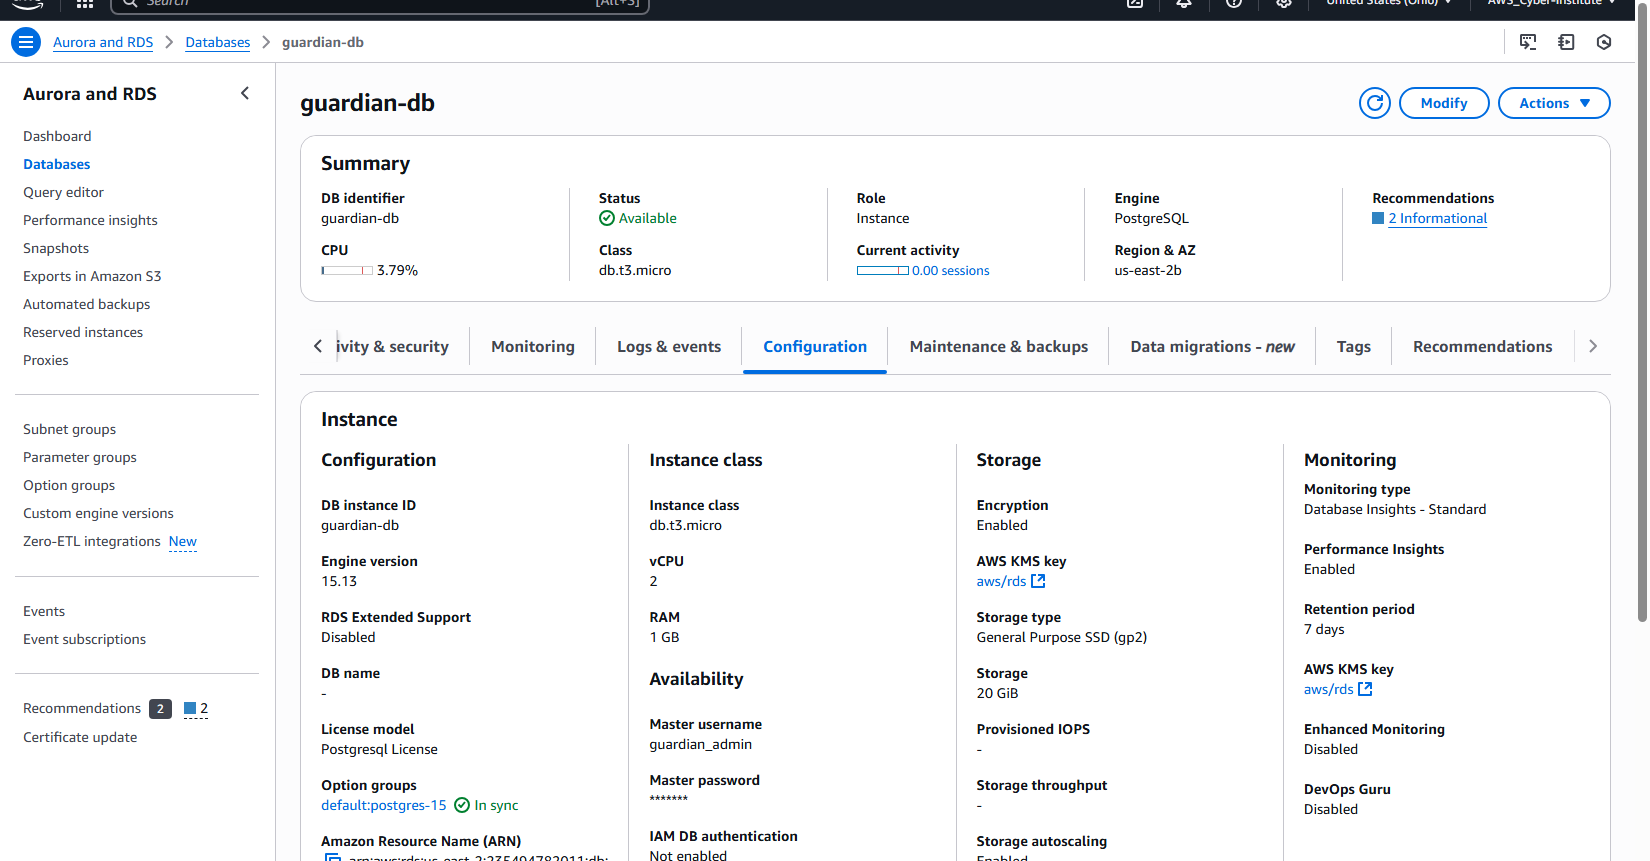 Search
[Alt+S]
United States (Ohio)
AWS_Cyber-Institute
Aurora and RDS > Databases > guardian-db
Aurora and RDS
Dashboard
Databases
Query editor
Performance insights
Snapshots
Exports in Amazon S3
Automated backups
Reserved instances
Proxies
Subnet groups
Parameter groups
Option groups
Custom engine versions
Zero-ETL integrations New
Events
Event subscriptions
Recommendations 2 2
Certificate update
guardian-db
Modify
Actions
Summary
DB identifier
guardian-db
CPU
3.79%
Status
Available
Class
db.t3.micro
Role
Instance
Current activity
0.00 sessions
Engine
PostgreSQL
Region & AZ
us-east-2b
Recommendations
2 Informational
ivity & security
Monitoring
Logs & events
Configuration
Maintenance & backups
Data migrations - new
Tags
Recommendations
Instance
Configuration
DB instance ID
guardian-db
Engine version
15.13
RDS Extended Support
Disabled
DB name
-
License model
Postgresql License
Option groups
default:postgres-15 In sync
Amazon Resource Name (ARN)
arn:aws:rds:us-east-2:235494782011:db:
Instance class
Instance class
db.t3.micro
vCPU
2
RAM
1 GB
Availability
Master username
guardian_admin
Master password
*******
IAM DB authentication
Not enabled
Storage
Encryption
Enabled
AWS KMS key
aws/rds
Storage type
General Purpose SSD (gp2)
Storage
20 GiB
Provisioned IOPS
-
Storage throughput
-
Storage autoscaling
Enabled
Monitoring
Monitoring type
Database Insights - Standard
Performance Insights
Enabled
Retention period
7 days
AWS KMS key
aws/rds
Enhanced Monitoring
Disabled
DevOps Guru
Disabled